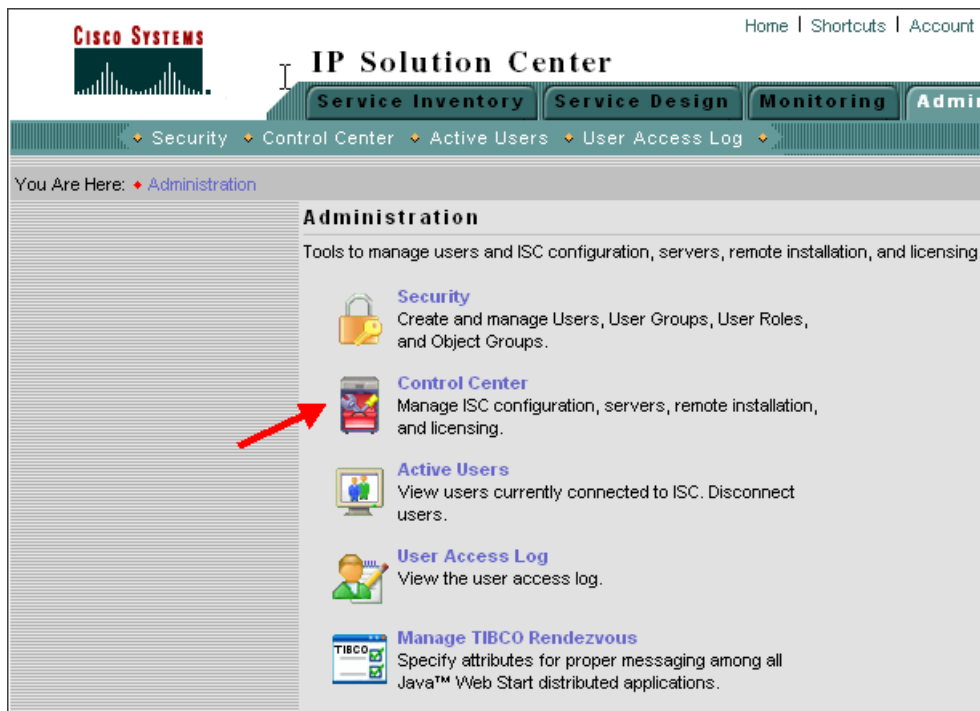 CISCO SYSTEMS
Home | Shortcuts | Account
IP Solution Center
Service Inventory
Service Design
Monitoring
Admin
Security
Control Center
Active Users
User Access Log
You Are Here: Administration
Administration
Tools to manage users and ISC configuration, servers, remote installation, and licensing
Security
Create and manage Users, User Groups, User Roles,
and Object Groups.
Control Center
Manage ISC configuration, servers, remote installation,
and licensing.
Active Users
View users currently connected to ISC. Disconnect
users.
User Access Log
View the user access log.
TIBCO
Manage TIBCO Rendezvous
Specify attributes for proper messaging among all
Java™ Web Start distributed applications.